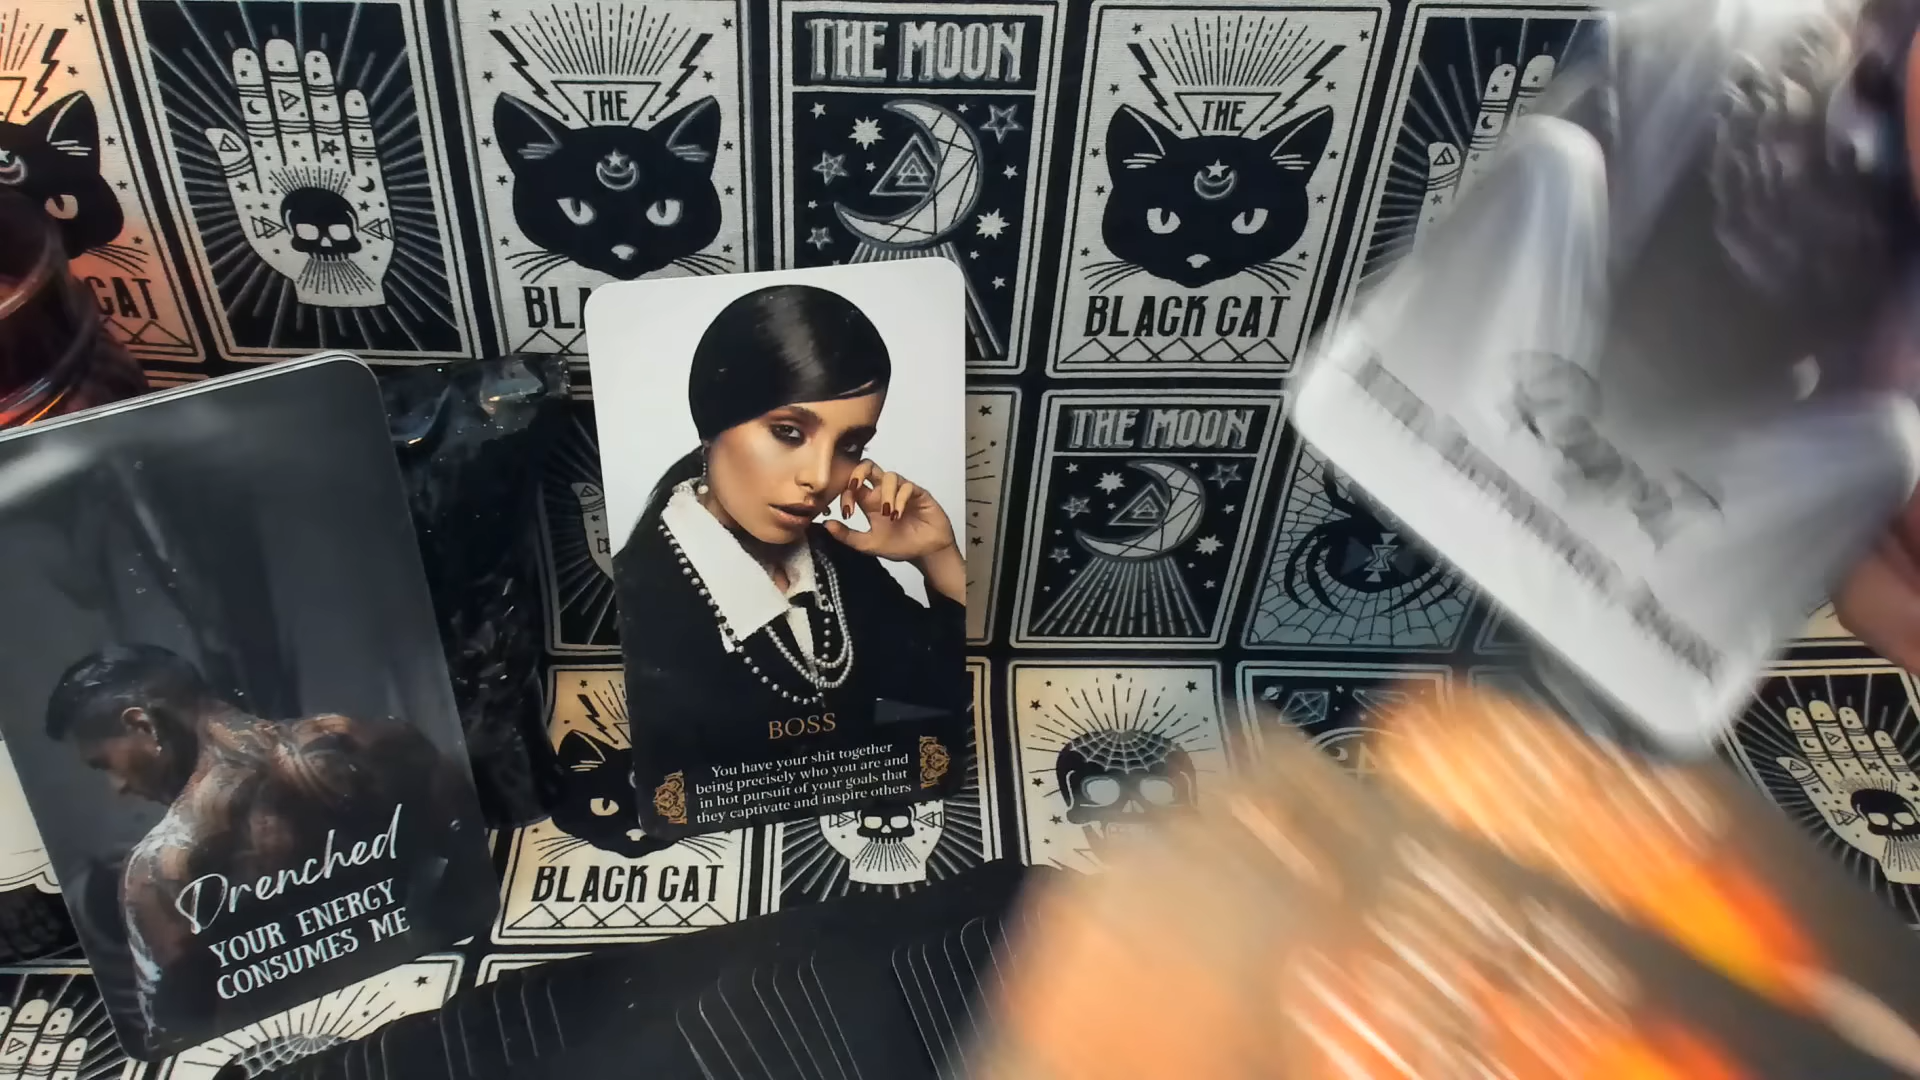 THE MOON
THE
THE
BLACK CAT
CAT
THE MOON
BOSS
You have your shit together
being precisely who you are and
in hot pursuit of your goals that
they captivate and inspire others
Drenched
YOUR ENERGY
CONSUMES ME
BLACK CAT